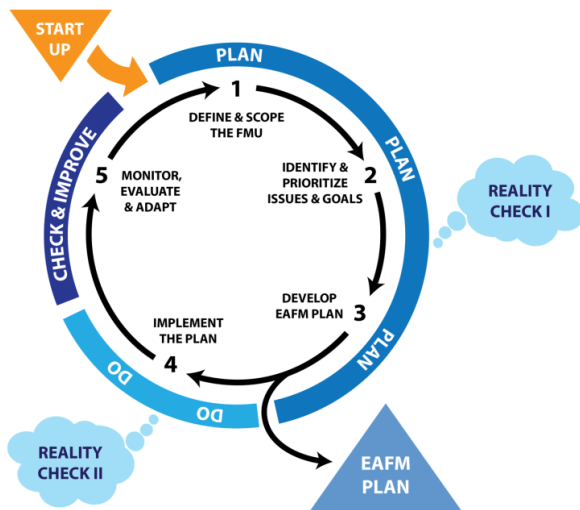 START
UP
PLAN
1
DEFINE & SCOPE
THE FMU
PLAN
2
IDENTIFY &
PRIORITIZE
ISSUES & GOALS
REALITY
CHECK I
3
DEVELOP
EAFM PLAN
PLAN
EAFM
PLAN
4
IMPLEMENT
THE PLAN
DO
DO
REALITY
CHECK II
5
MONITOR,
EVALUATE
& ADAPT
CHECK & IMPROVE